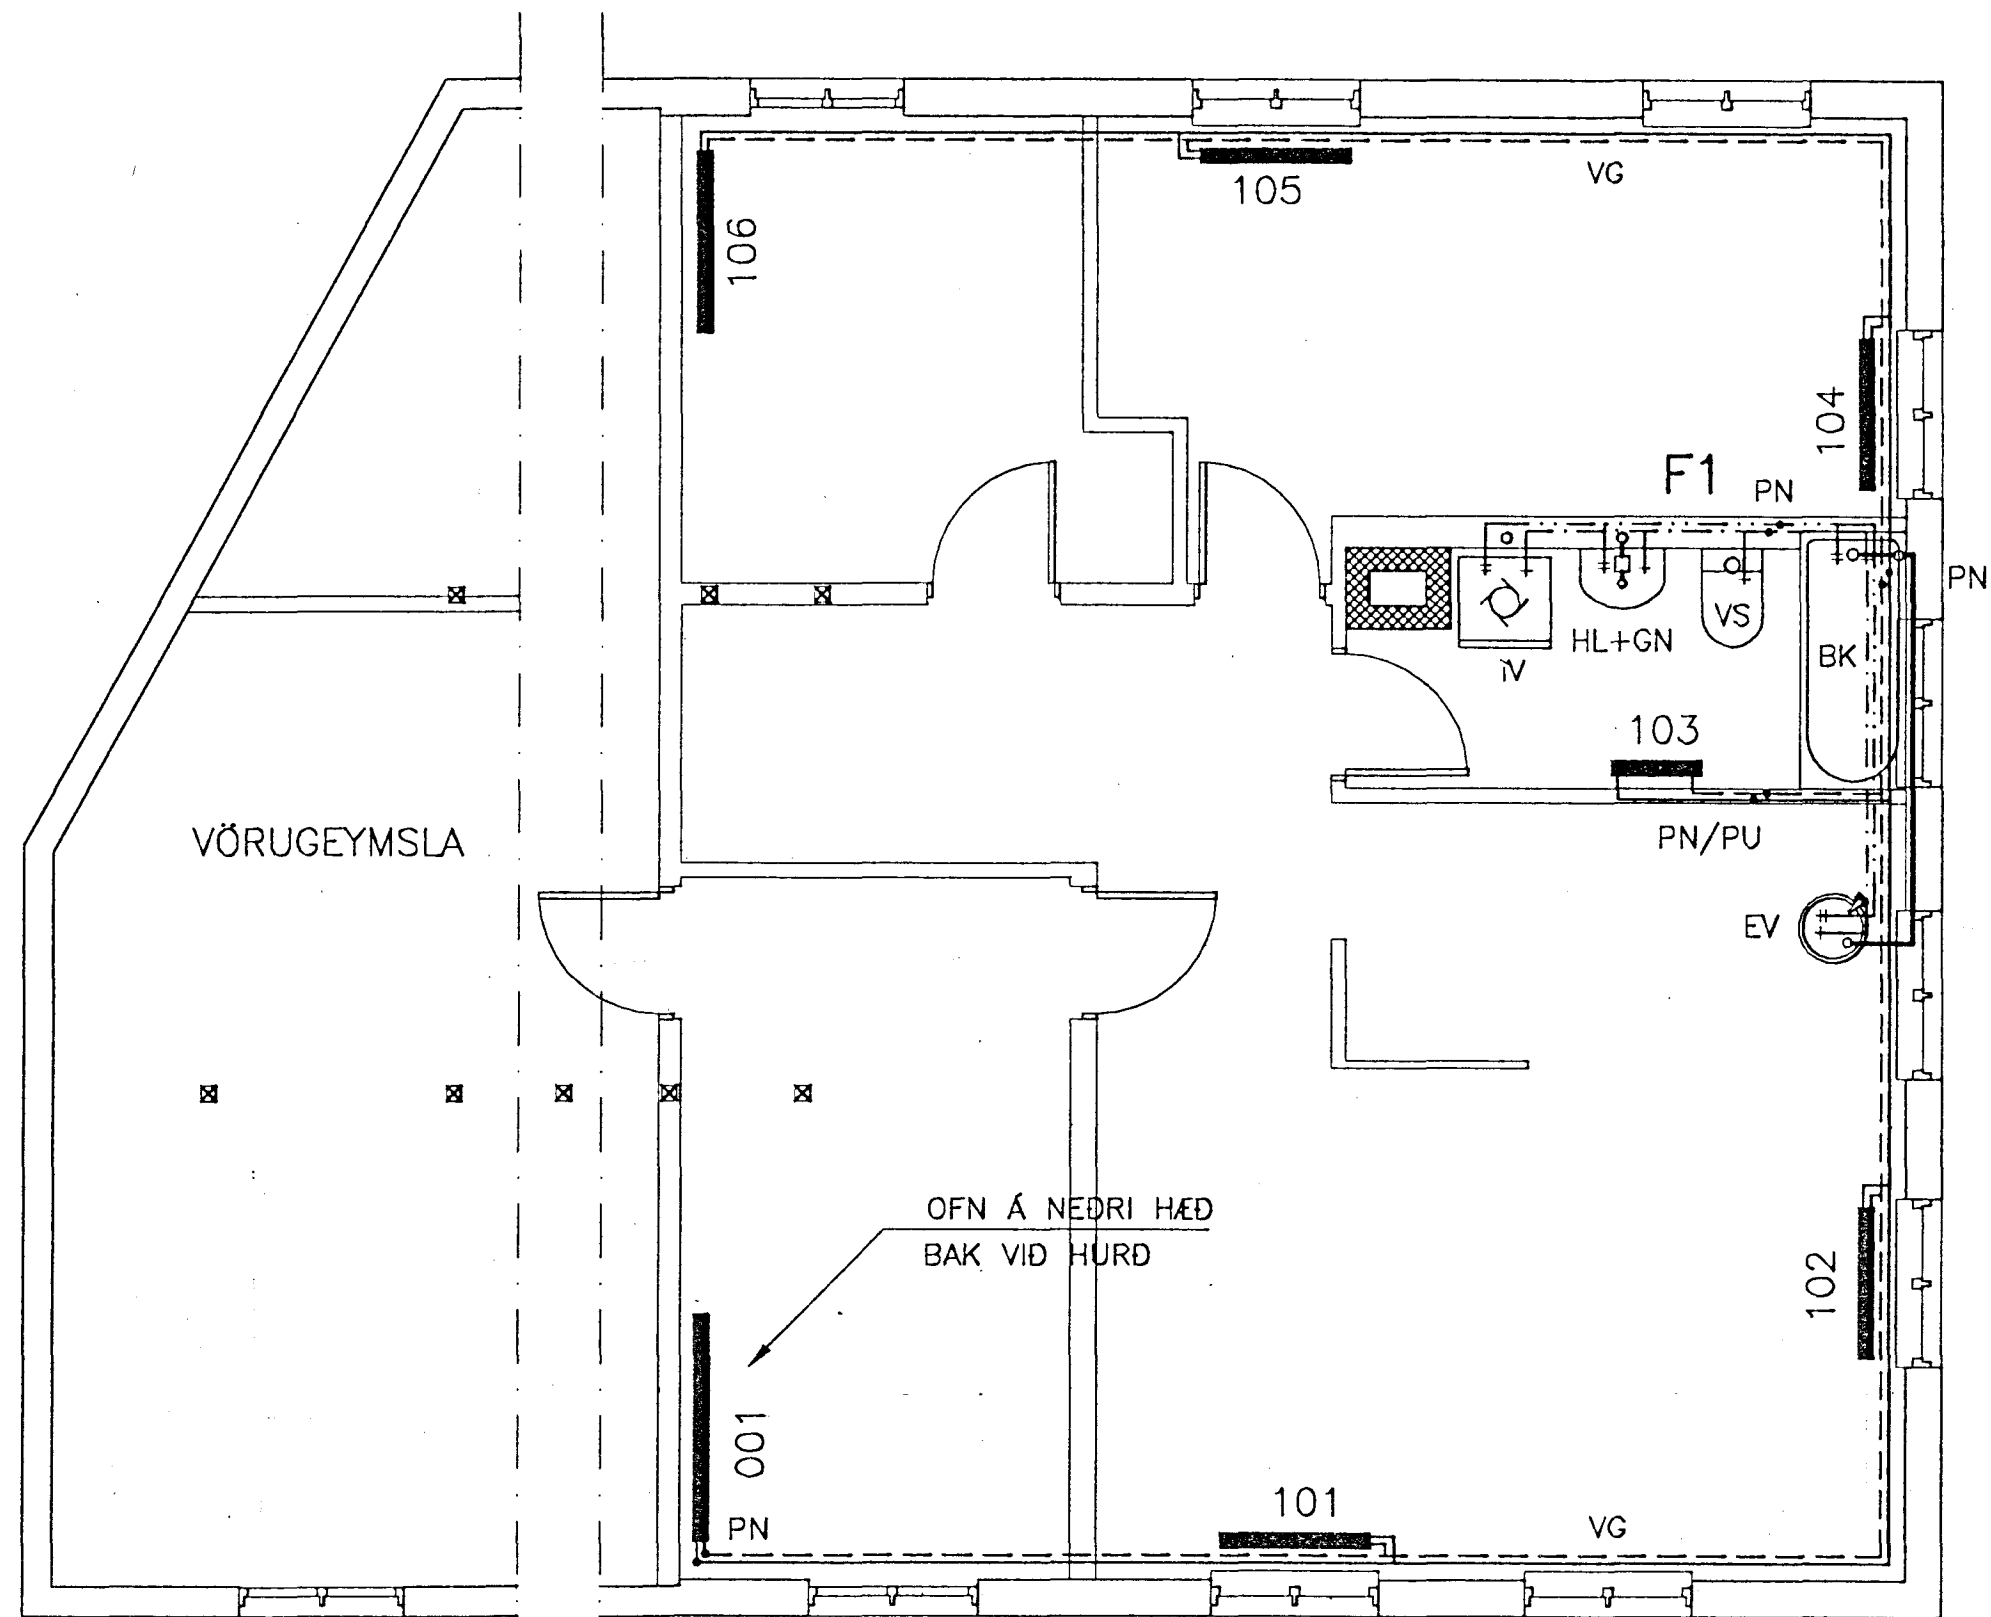 105
VG
106
104
F1
PN
PN
VS
HL+GN
BK
ÞV
103
VÖRUGEYMSLA
PN/PU
EV
OFN Á NEÐRI HÆÐ
BAK VIÐ HURÐ
102
001
101
PN
VG